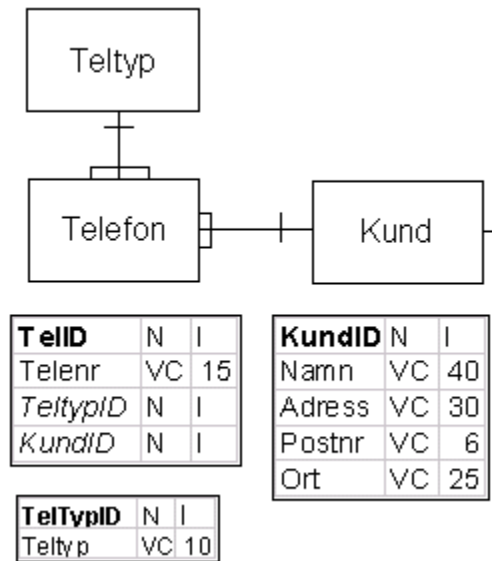 Teltyp
Telefon
Kund
TelID N I
Telenr VC 15
TeltypID N I
KundID N I
KundID N I
Namn VC 40
Adress VC 30
Postnr VC 6
Ort VC 25
TelTypID N I
Teltyp VC 10